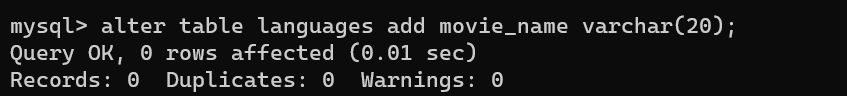 mysql> alter table languages add movie_name varchar(20);
Query OK, 0 rows affected (0.01 sec)
Records: 0  Duplicates: 0  Warnings: 0